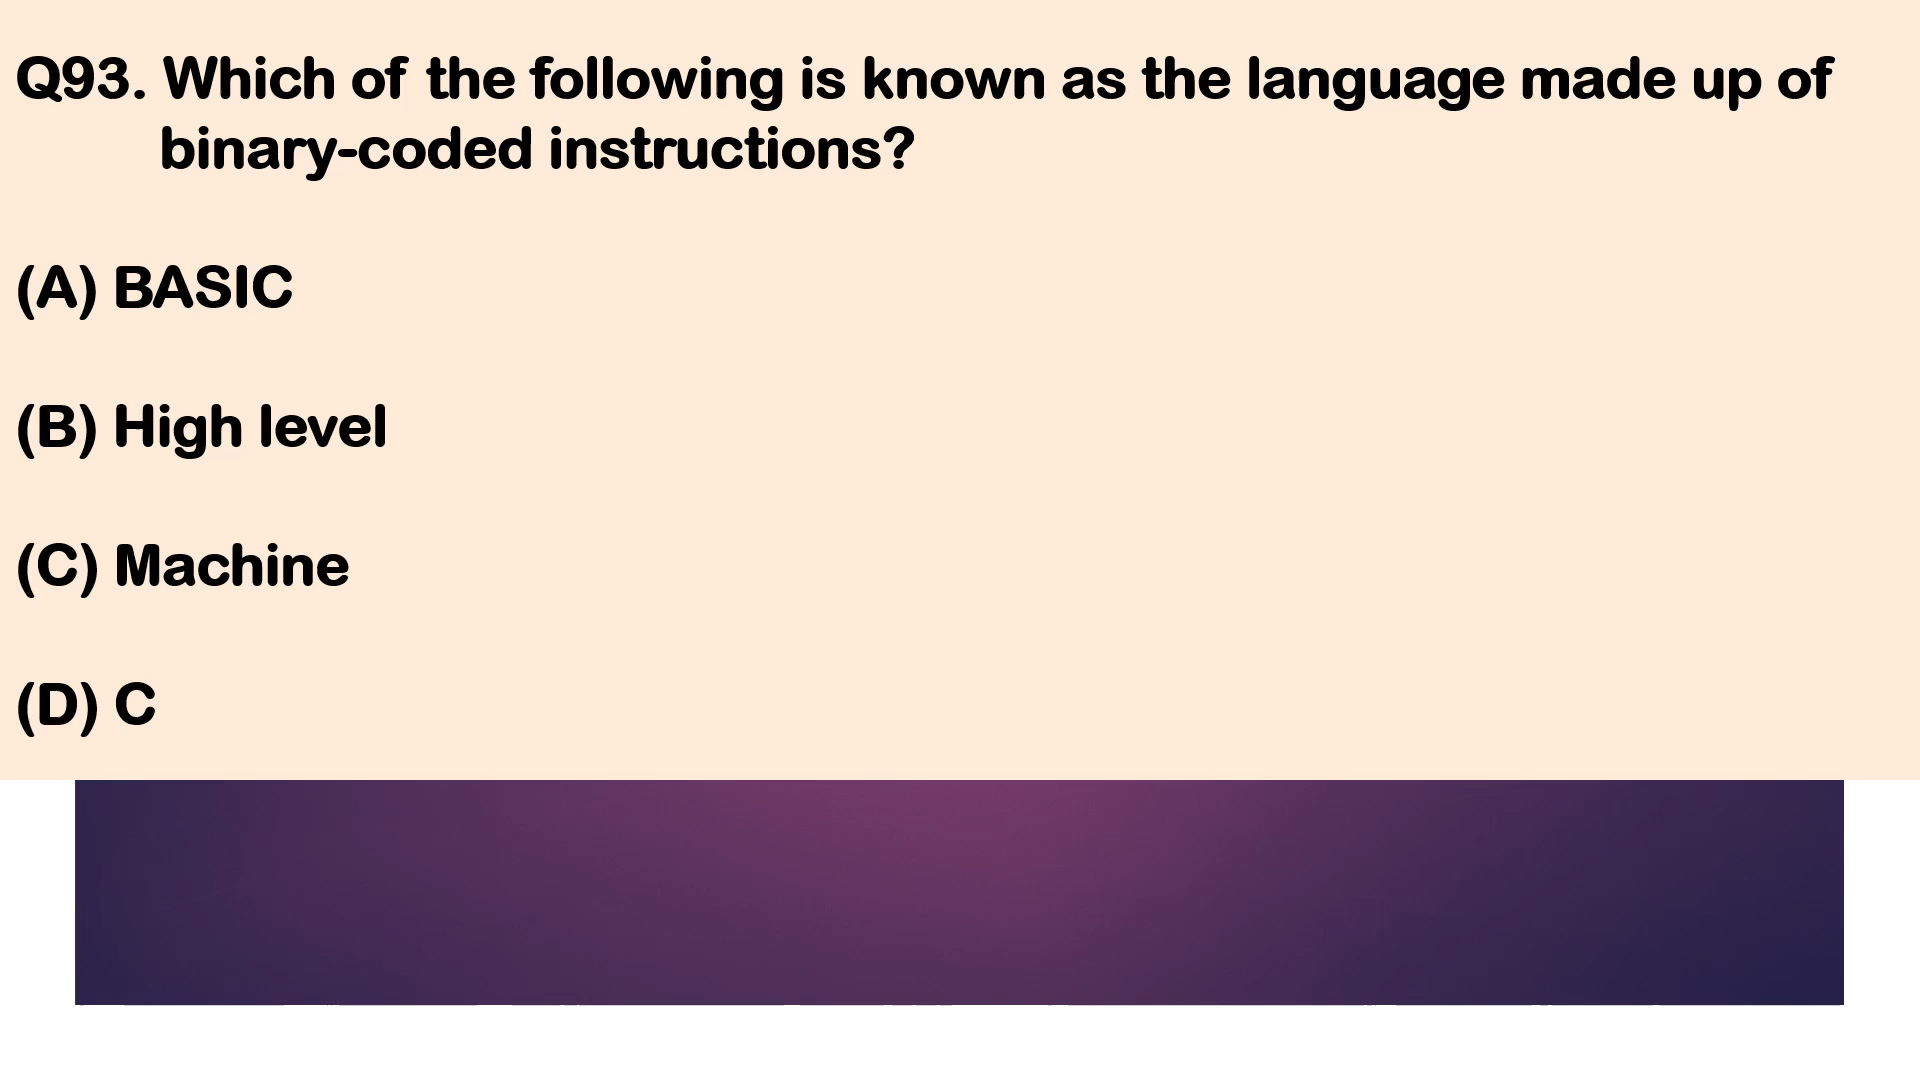 Q93. Which of the following is known as the language made up of
binary-coded instructions?
(A) BASIC
(B) High level
(C) Machine
(D) C